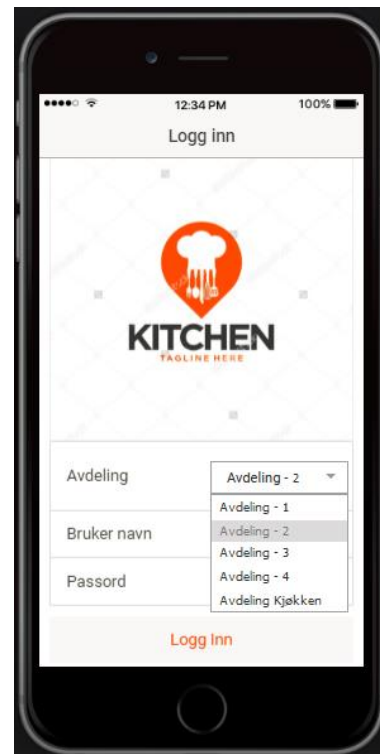 12:34 PM 100%
Logg inn
KITCHEN
TAGLINE HERE
Avdeling Avdeling - 2
Avdeling - 1
Avdeling - 2
Bruker navn
Avdeling - 3
Avdeling - 4
Passord
Avdeling Kjøkken
Logg Inn